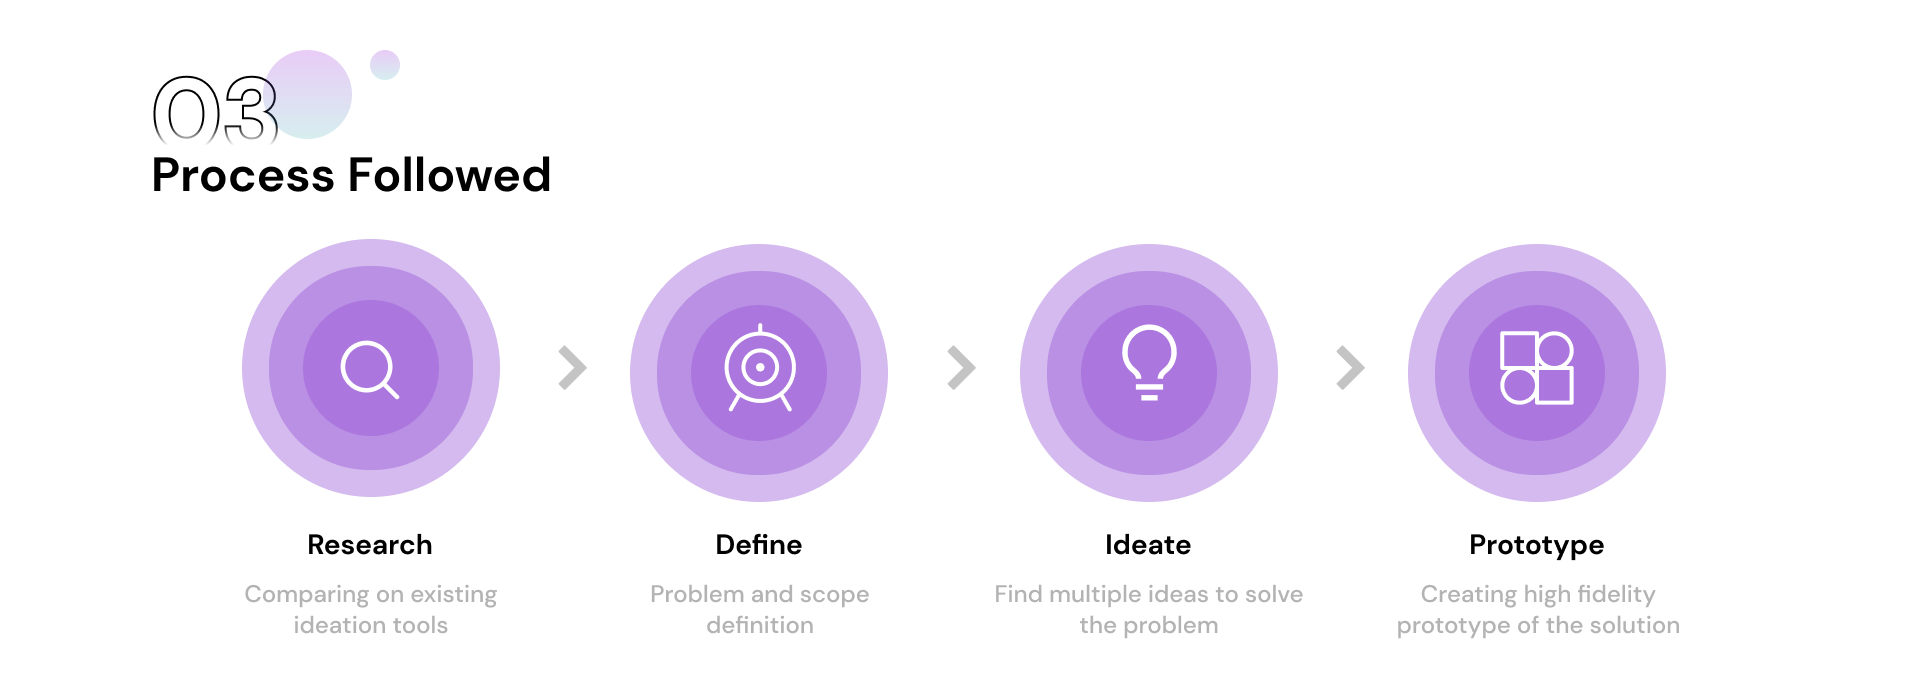 03
Process Followed
Research
Comparing on existing
ideation tools
Define
Problem and scope
definition
Ideate
Find multiple ideas to solve
the problem
Prototype
Creating high fidelity
prototype of the solution